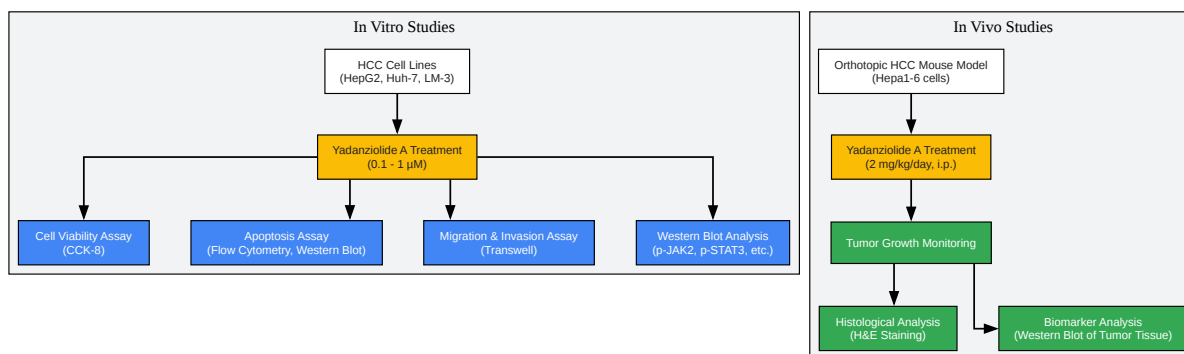 In Vitro Studies
HCC Cell Lines
(HepG2, Huh-7, LM-3)
Yadanziolide A Treatment
(0.1 - 1 µM)
Cell Viability Assay
(CCK-8)
Apoptosis Assay
(Flow Cytometry, Western Blot)
Migration & Invasion Assay
(Transwell)
Western Blot Analysis
(p-JAK2, p-STAT3, etc.)
In Vivo Studies
Orthotopic HCC Mouse Model
(Hepa1-6 cells)
Yadanziolide A Treatment
(2 mg/kg/day, i.p.)
Tumor Growth Monitoring
Histological Analysis
(H&E Staining)
Biomarker Analysis
(Western Blot of Tumor Tissue)